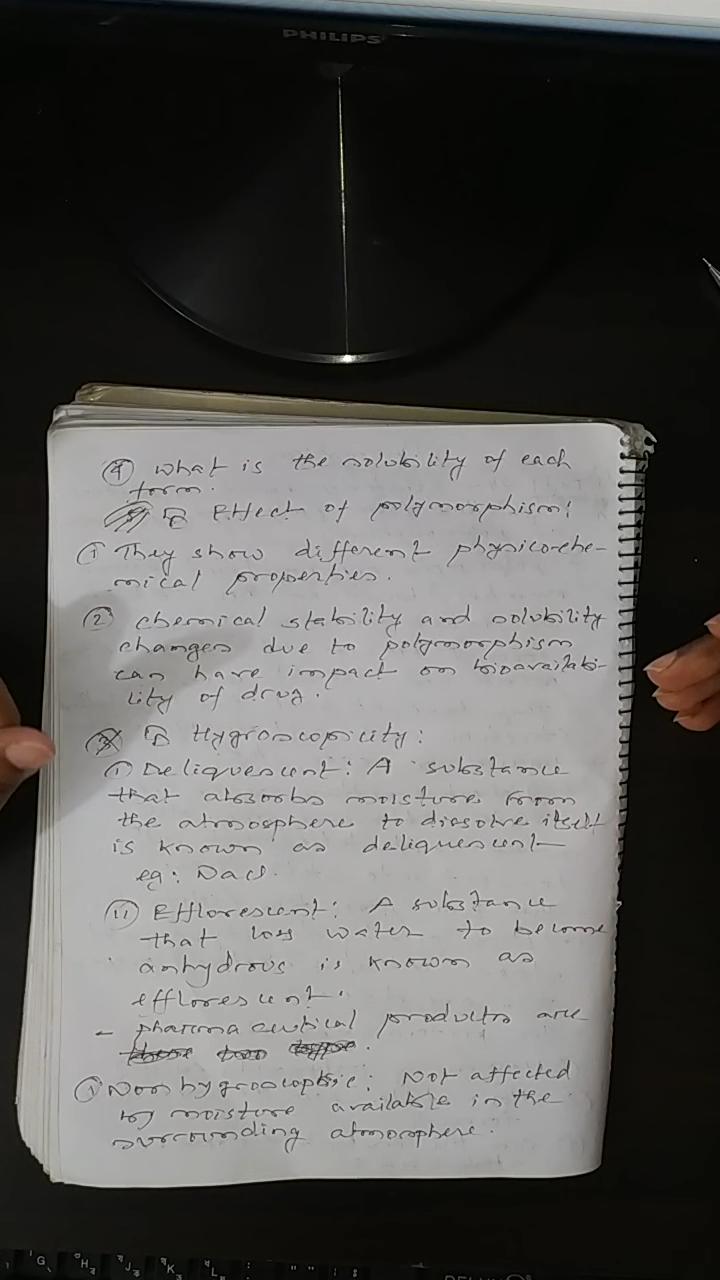 PHILIPS
④ What is the solubility of each
form.
Effect of polymorphism:
① They show different physicoche-
mical properties.
② chemical stability and solubility
changes due to polymorphism
can have impact on bioavailabi-
lity of drug.
Hygroscopicity:
① Deliquescent: A substance
that absorbs moisture from
the atmosphere to dissolve itself
is known as deliquescent
eg: NaCl.
ⅱ Efflorescent: A substance
that loss water to become
anhydrous is known as
efflorescent.
- pharmaceutical products are
① Non hygroscopic: Not affected
by moisture available in the
surrounding atmosphere.
G H J K L